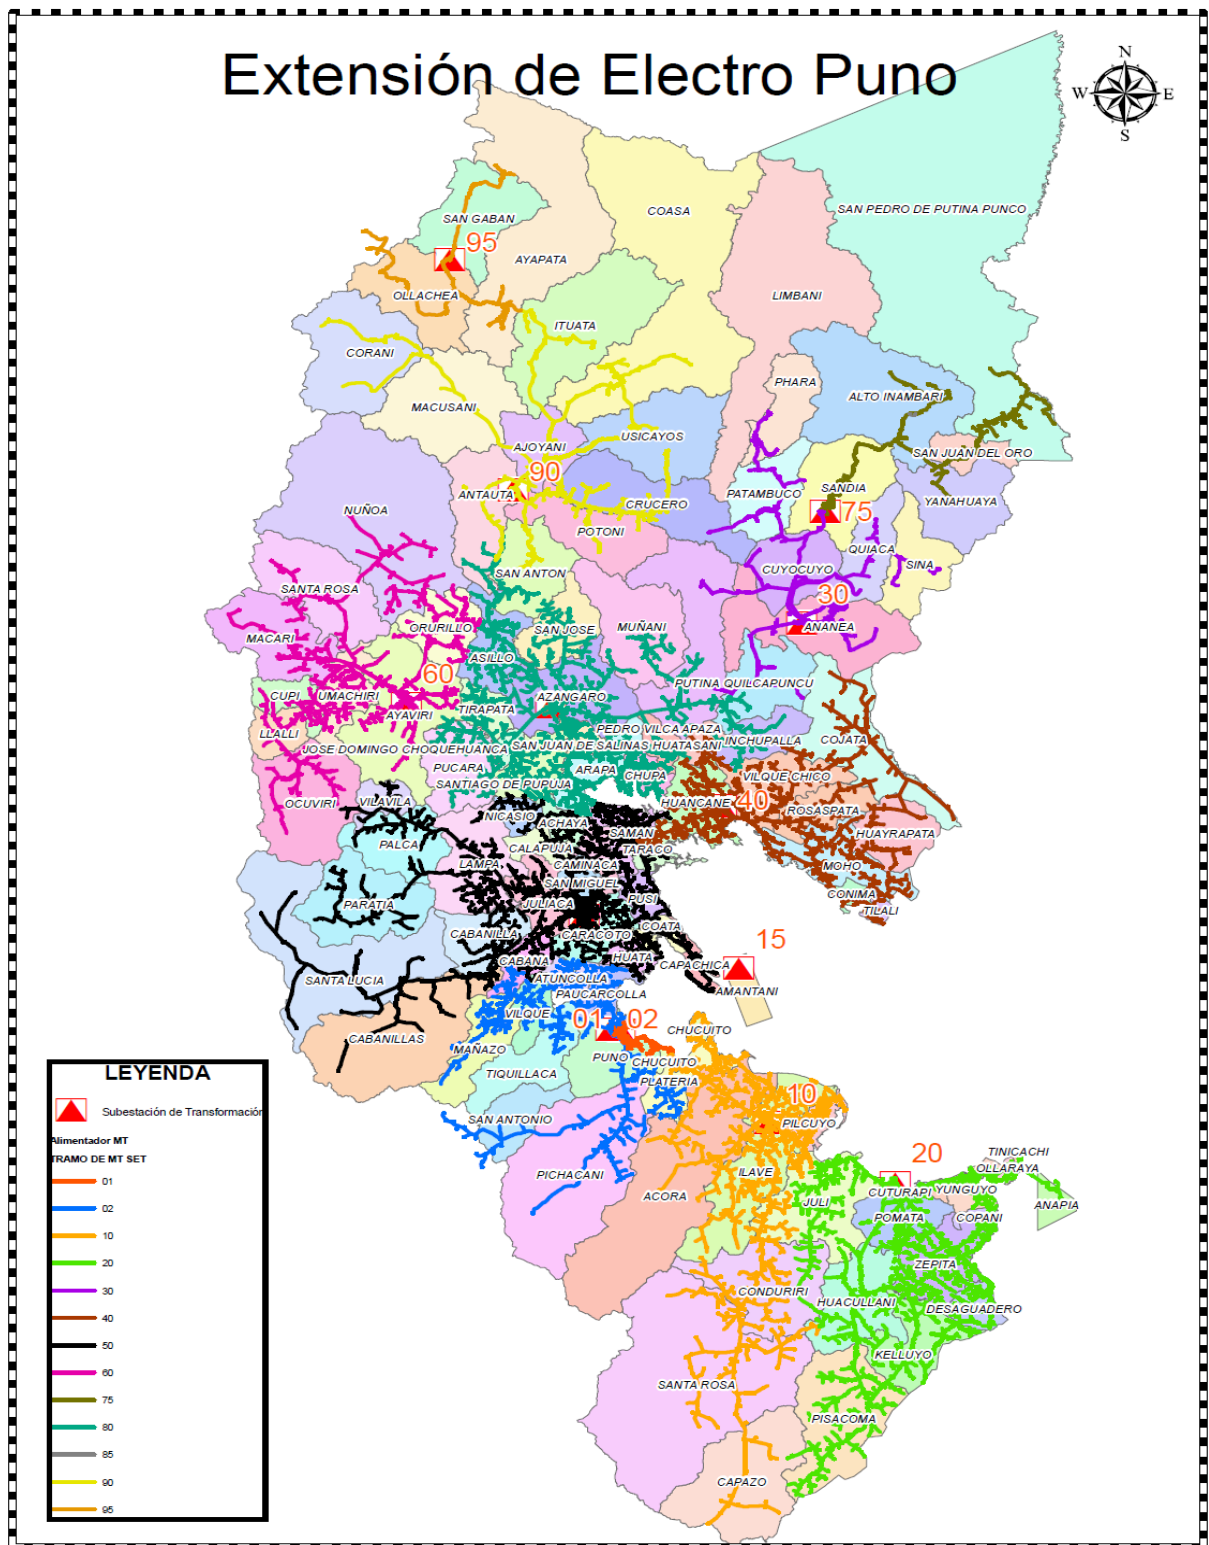 Extensión de Electro Puno
N
W E
S
SAN PEDRO DE PUTINA PUNCO
COASA
SAN GABAN
95
AYAPATA
OLLACHEA
LIMBANI
ITUATA
CORANI
PHARA
ALTO INAMBARI
MACUSANI
USICAYOS
AJOYANI
SAN JUAN DEL ORO
90
ANTAUTA
SANDIA
PATAMBUCO
YANAHUAYA
CRUCERO
NUÑOA
75
POTONI
QUIACA
SINA
CUYOCUYO
SAN ANTON
SANTA ROSA
30
ORURILLO
SAN JOSE
MUÑANI
ANANEA
MACARI
ASILLO
60
PUTINA
QUILCAPUNCU
CUPI
UMACHIRI
AZANGARO
TIRAPATA
AYAVIRI
LLALLI
PEDRO VILCA APAZA
INCHUPALLA
COJATA
JOSE DOMINGO CHOQUEHUANCA
SAN JUAN DE SALINAS
HUATASANI
PUCARA
ARAPA
CHUPA
VILQUE CHICO
SANTIAGO DE PUPUJA
OCUVIRI
VILAVILA
HUANCANE
40
ROSASPATA
NICASIO
ACHAYA
SAMAN
HUAYRAPATA
PALCA
CALAPUJA
TARACO
LAMPA
CAMINACA
MOHO
SAN MIGUEL
CONIMA
PARATIA
JULIACA
PUSI
TILALI
COATA
CABANILLA
CARACOTO
15
CABANA
HUATA
CAPACHICA
SANTA LUCIA
ATUNCOLLA
AMANTANI
PAUCARCOLLA
VILQUE
01
02
CHUCUITO
CABANILLAS
MAÑAZO
PUNO
CHUCUITO
TIQUILLACA
PLATERIA
10
SAN ANTONIO
PILCUYO
20
TINICACHI
PICHACANI
ILAVE
OLLARAYA
ACORA
JULI
CUTURAPI
YUNGUYO
ANAPIA
POMATA
COPANI
ZEPITA
CONDURIRI
HUACULLANI
DESAGUADERO
KELLUYO
SANTA ROSA
PISACOMA
CAPAZO
LEYENDA
Subestación de Transformación
Alimentador MT
TRAMO DE MT SET
01
02
10
20
30
40
50
60
75
80
85
90
95